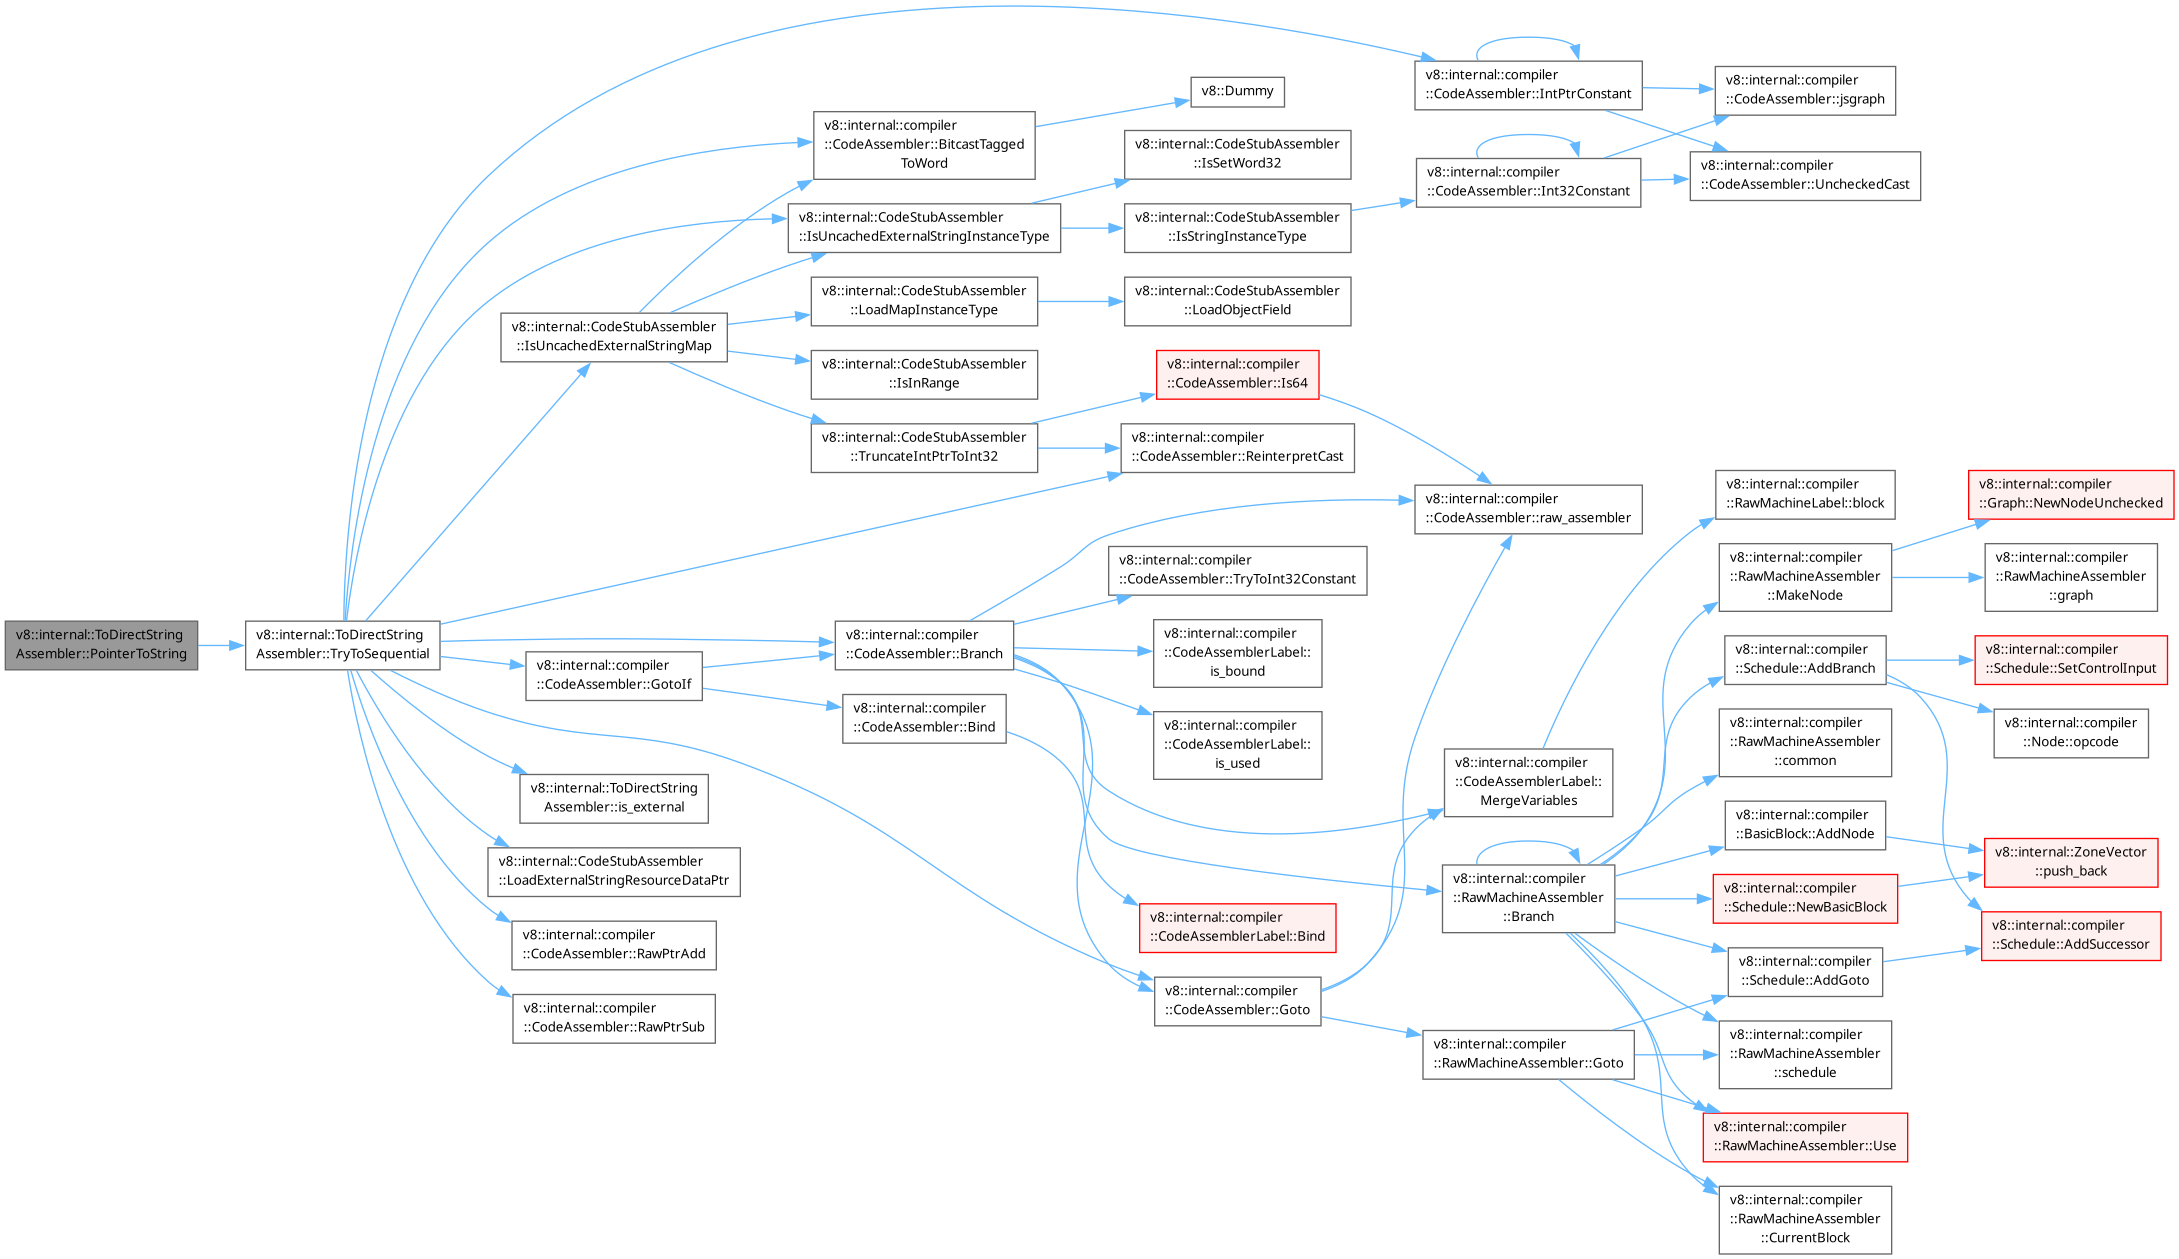 v8::internal::ToDirectString
Assembler::PointerToString
v8::internal::ToDirectString
Assembler::TryToSequential
v8::internal::CodeStubAssembler
::IsUncachedExternalStringMap
v8::internal::compiler
::CodeAssembler::GotoIf
v8::internal::ToDirectString
Assembler::is_external
v8::internal::CodeStubAssembler
::LoadExternalStringResourceDataPtr
v8::internal::compiler
::CodeAssembler::RawPtrAdd
v8::internal::compiler
::CodeAssembler::RawPtrSub
v8::internal::compiler
::CodeAssembler::BitcastTagged
ToWord
v8::internal::CodeStubAssembler
::IsUncachedExternalStringInstanceType
v8::internal::CodeStubAssembler
::LoadMapInstanceType
v8::internal::CodeStubAssembler
::IsInRange
v8::internal::CodeStubAssembler
::TruncateIntPtrToInt32
v8::internal::compiler
::CodeAssembler::Branch
v8::internal::compiler
::CodeAssembler::Bind
v8::Dummy
v8::internal::CodeStubAssembler
::IsSetWord32
v8::internal::CodeStubAssembler
::IsStringInstanceType
v8::internal::CodeStubAssembler
::LoadObjectField
v8::internal::compiler
::CodeAssembler::Is64
v8::internal::compiler
::CodeAssembler::ReinterpretCast
v8::internal::compiler
::CodeAssembler::TryToInt32Constant
v8::internal::compiler
::CodeAssemblerLabel::
is_bound
v8::internal::compiler
::CodeAssemblerLabel::
is_used
v8::internal::compiler
::CodeAssemblerLabel::Bind
v8::internal::compiler
::CodeAssembler::Goto
v8::internal::compiler
::CodeAssembler::IntPtrConstant
v8::internal::compiler
::CodeAssembler::Int32Constant
v8::internal::compiler
::CodeAssembler::raw_assembler
v8::internal::compiler
::CodeAssemblerLabel::
MergeVariables
v8::internal::compiler
::RawMachineAssembler
::Branch
v8::internal::compiler
::RawMachineAssembler::Goto
v8::internal::compiler
::CodeAssembler::jsgraph
v8::internal::compiler
::CodeAssembler::UncheckedCast
v8::internal::compiler
::RawMachineLabel::block
v8::internal::compiler
::RawMachineAssembler
::MakeNode
v8::internal::compiler
::Schedule::AddBranch
v8::internal::compiler
::RawMachineAssembler
::common
v8::internal::compiler
::BasicBlock::AddNode
v8::internal::compiler
::Schedule::NewBasicBlock
v8::internal::compiler
::Schedule::AddGoto
v8::internal::compiler
::RawMachineAssembler
::schedule
v8::internal::compiler
::RawMachineAssembler::Use
v8::internal::compiler
::RawMachineAssembler
::CurrentBlock
v8::internal::compiler
::Graph::NewNodeUnchecked
v8::internal::compiler
::RawMachineAssembler
::graph
v8::internal::compiler
::Schedule::SetControlInput
v8::internal::compiler
::Node::opcode
v8::internal::ZoneVector
::push_back
v8::internal::compiler
::Schedule::AddSuccessor